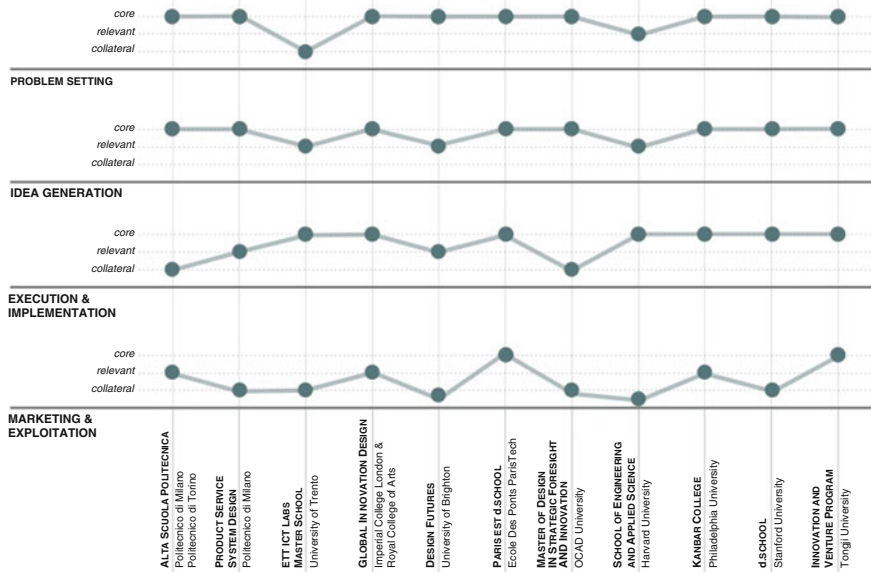 core
relevant
collateral
PROBLEM SETTING
core
relevant
collateral
IDEA GENERATION
core
relevant
collateral
EXECUTION &
IMPLEMENTATION
core
relevant
collateral
MARKETING &
EXPLOITATION
ALTA SCUOLA POLITECNICA
Politecnico di Milano
Politecnico di Torino
PRODUCT SERVICE
SYSTEM DESIGN
Politecnico di Milano
ETT ICT LABS
MASTER SCHOOL
University of Trento
GLOBAL INNOVATION DESIGN
Imperial College London &
Royal College of Arts
DESIGN FUTURES
University of Brighton
PARIS EST d.SCHOOL
Ecole Des Ponts ParisTech
MASTER OF DESIGN
IN STRATEGIC FORESIGHT
AND INNOVATION
OCAD University
SCHOOL OF ENGINEERING
AND APPLIED SCIENCE
Harvard University
KANBAR COLLEGE
Philadelphia University
d.SCHOOL
Stanford University
INNOVATION AND
VENTURE PROGRAM
Tongji University